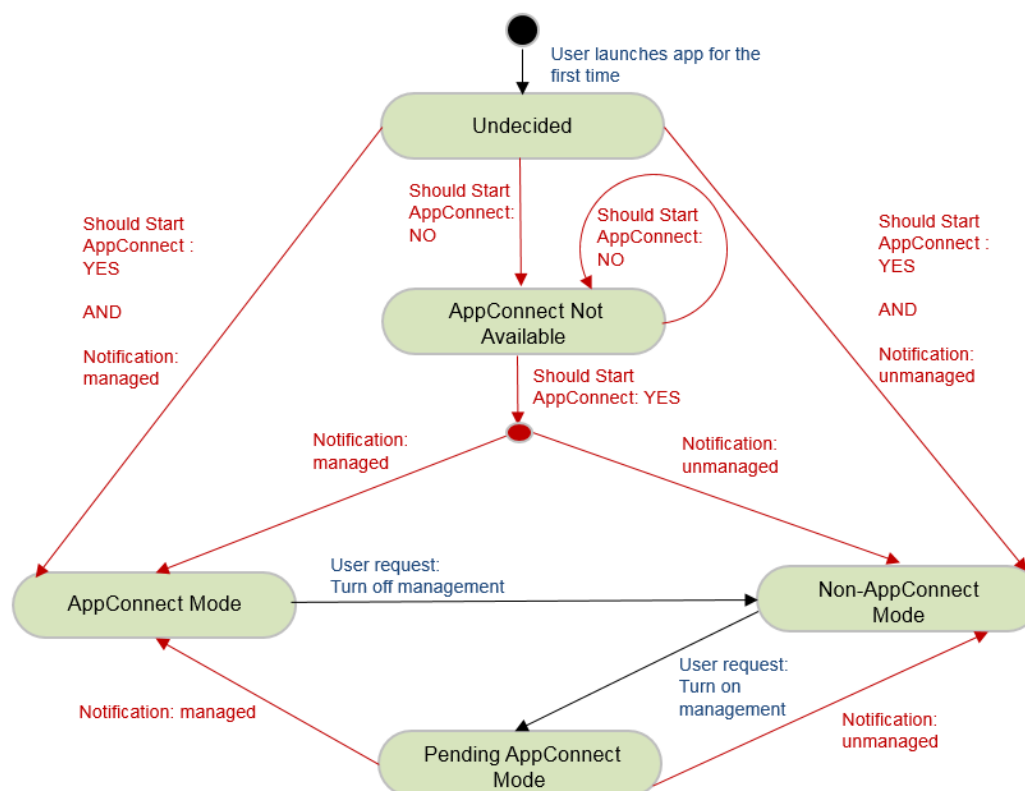 User launches app for the
first time
Undecided
Should Start
AppConnect:
NO
Should Start
AppConnect:
NO
Should Start
AppConnect :
YES
AND
Notification:
managed
Should Start
AppConnect :
YES
AND
Notification:
unmanaged
AppConnect Not
Available
Should Start
AppConnect: YES
Notification:
managed
Notification:
unmanaged
User request:
Turn off management
AppConnect Mode
Non-AppConnect
Mode
User request:
Turn on
management
Notification: managed
Notification:
unmanaged
Pending AppConnect
Mode